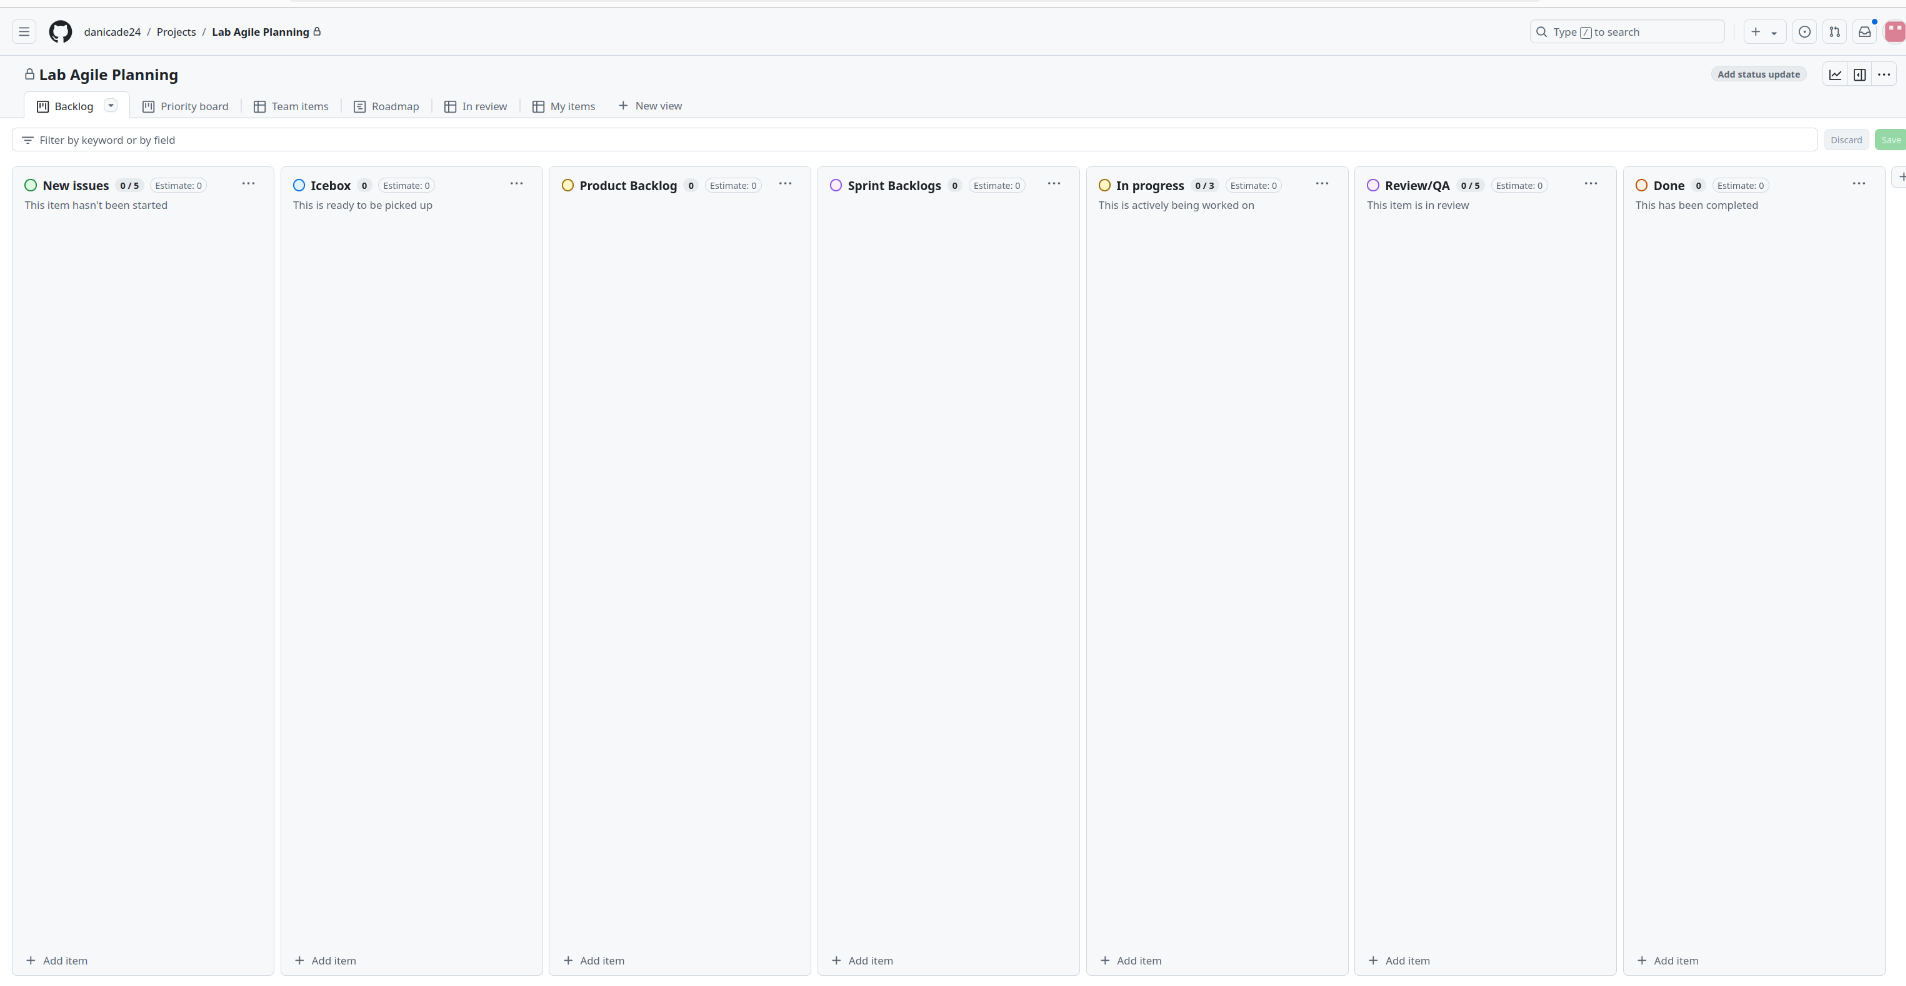 danicade24 / Projects / Lab Agile Planning
Type / to search
Lab Agile Planning
Add status update
Backlog
Priority board
Team items
Roadmap
In review
My items
New view
Filter by keyword or by field
Discard
Save
New issues 0 / 5 Estimate: 0
This item hasn't been started
Add item
Icebox 0 Estimate: 0
This is ready to be picked up
Add item
Product Backlog 0 Estimate: 0
Add item
Sprint Backlogs 0 Estimate: 0
Add item
In progress 0 / 3 Estimate: 0
This is actively being worked on
Add item
Review/QA 0 / 5 Estimate: 0
This item is in review
Add item
Done 0 Estimate: 0
This has been completed
Add item